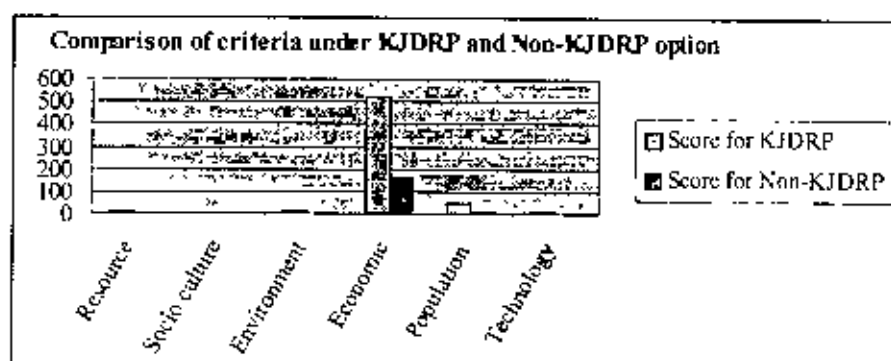 Comparison of criteria under KJDRP and Non-KJDRP option
600
500
400
300
200
100
0
Resource
Socio culture
Environment
Economic
Population
Technology
Score for KJDRP
Score for Non-KJDRP